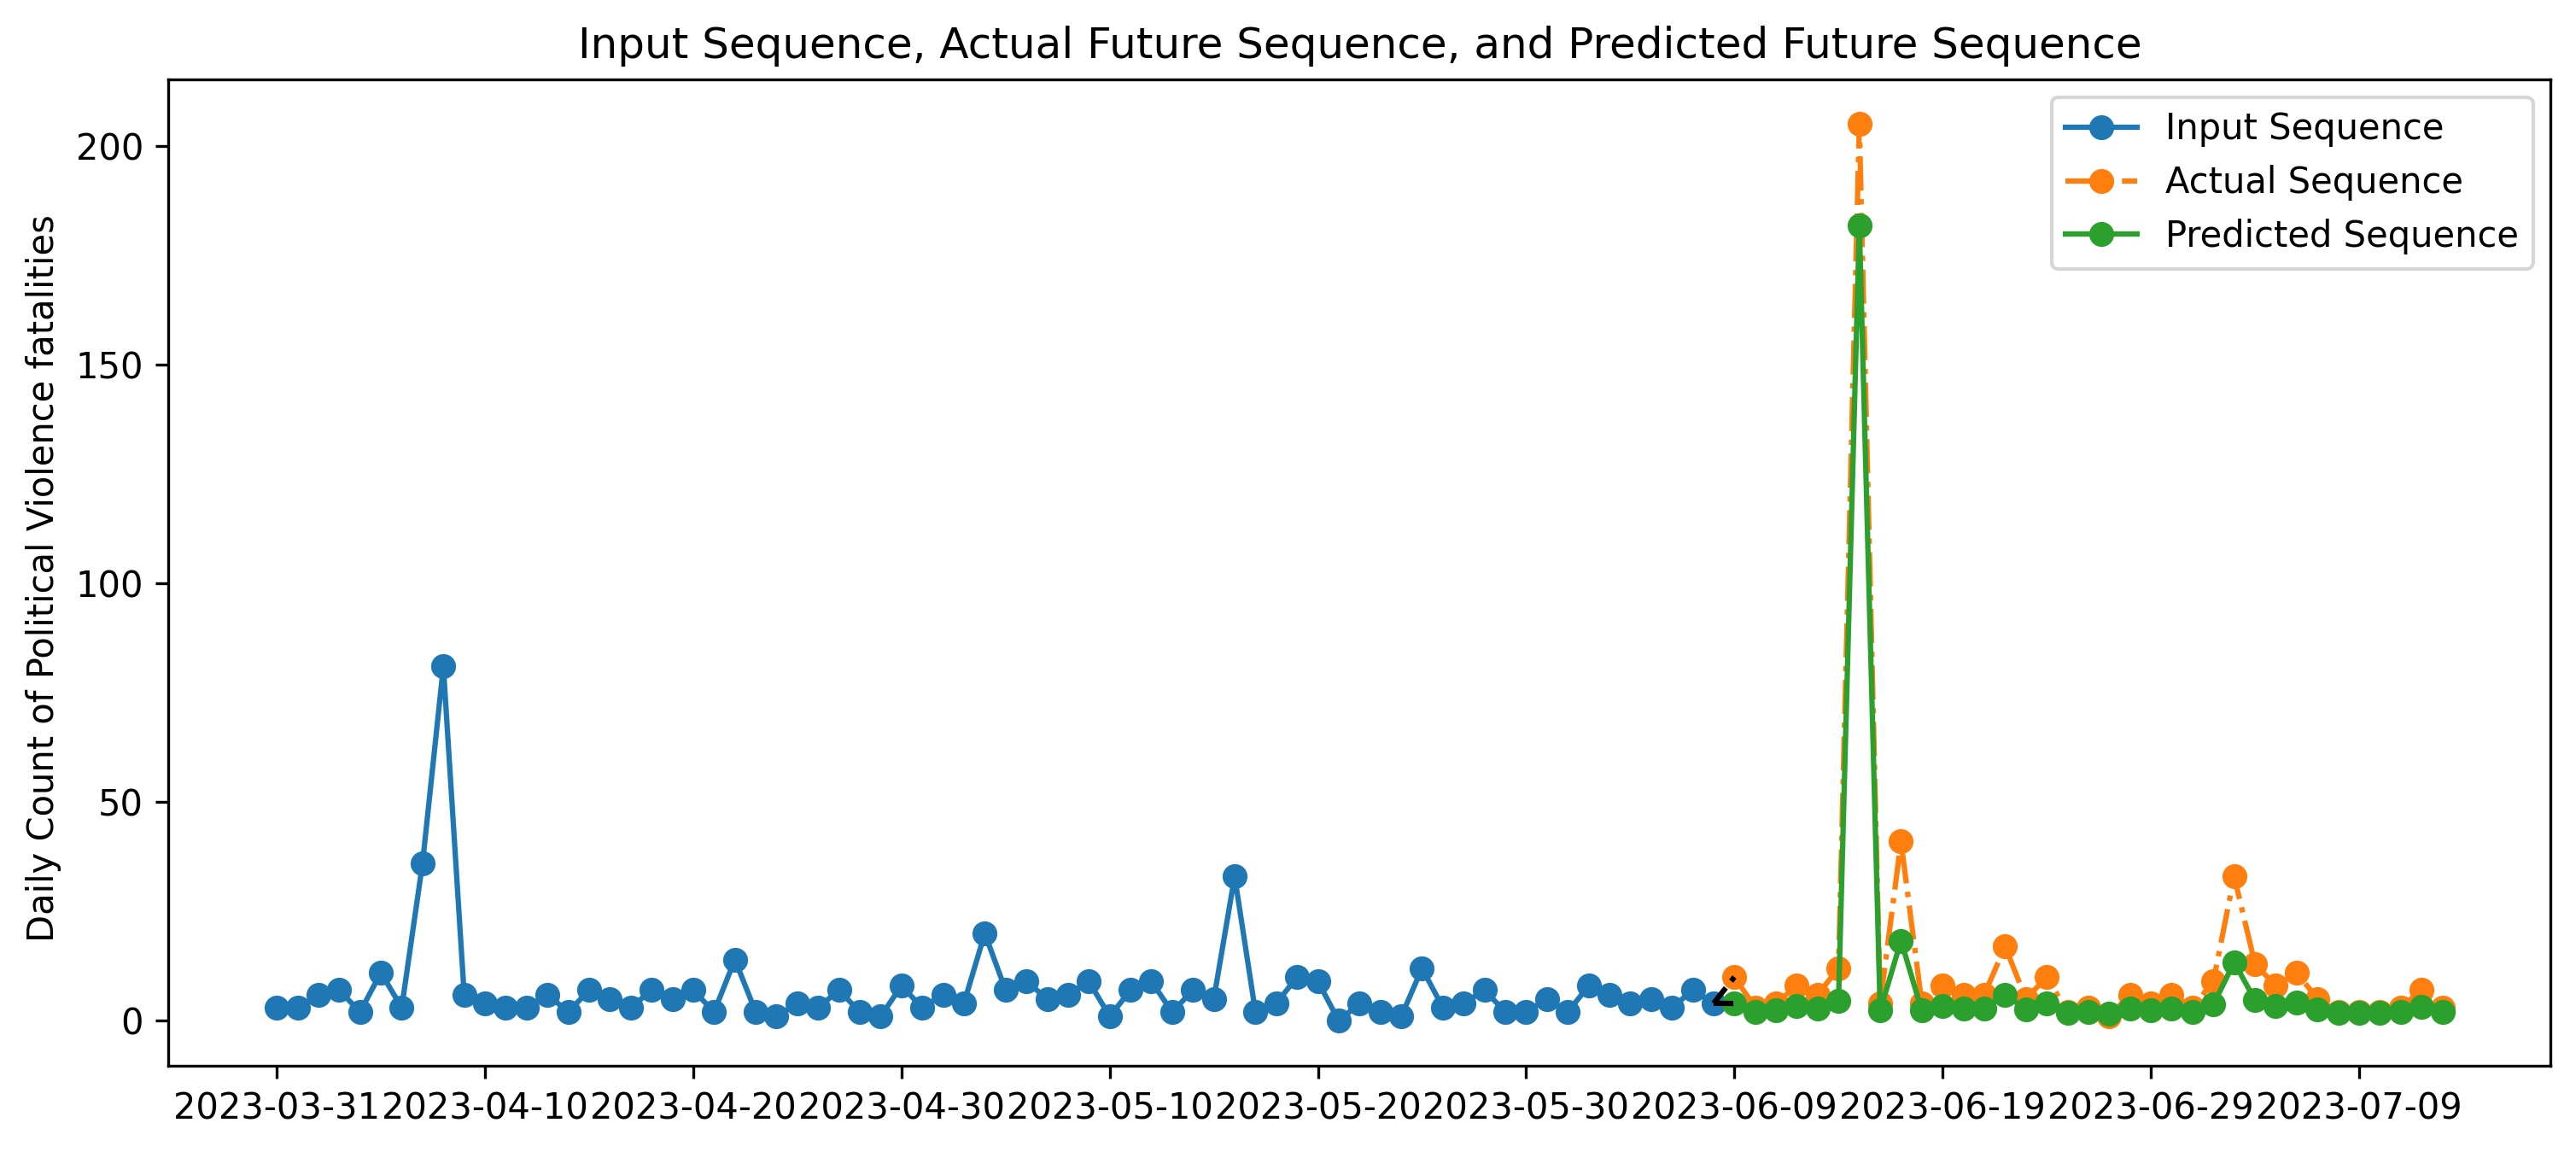 Input Sequence, Actual Future Sequence, and Predicted Future Sequence
Daily Count of Political Violence fatalities
200
150
100
50
0
Input Sequence
Actual Sequence
Predicted Sequence
2023-03-31 2023-04-10 2023-04-20 2023-04-30 2023-05-10 2023-05-20 2023-05-30 2023-06-09 2023-06-19 2023-06-29 2023-07-09